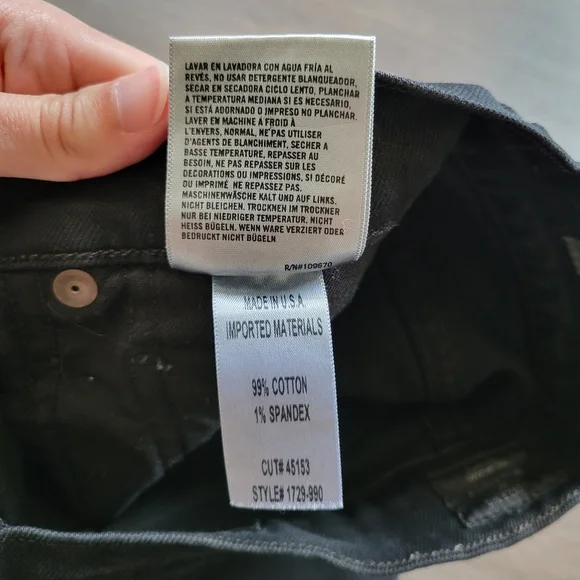 LAVAR EN LAVADORA CON AGUA FRÍA AL
REVÉS, NO USAR DETERGENTE BLANQUEADOR,
SECAR EN SECADORA CICLO LENTO, PLANCHAR
A TEMPERATURA MEDIANA SI ES NECESARIO,
SI ESTÁ ADORNADO O IMPRESO NO PLANCHAR.
LAVER EN MACHINE À FROID À
L'ENVERS, NORMAL, NE PAS UTILISER
D'AGENTS DE BLANCHIMENT, SECHER A
BASSE TEMPERATURE, REPASSER AU
BESOIN, NE PAS REPASSER SUR LES
DECORATIONS OU IMPRESSIONS, SI DÉCORÉ
OU IMPRIMÉ NE REPASSEZ PAS.
MASCHINENWÄSCHE KALT UND AUF LINKS.
NICHT BLEICHEN. TROCKNEN IM TROCKNER
NUR BEI NIEDRIGER TEMPERATUR. NICHT
HEISS BÜGELN. WENN WARE VERZIERT ODER
BEDRUCKT NICHT BÜGELN
R/N#109670
MADE IN U.S.A
IMPORTED MATERIALS
99% COTTON
1% SPANDEX
CUT# 45153
STYLE# 1729-990